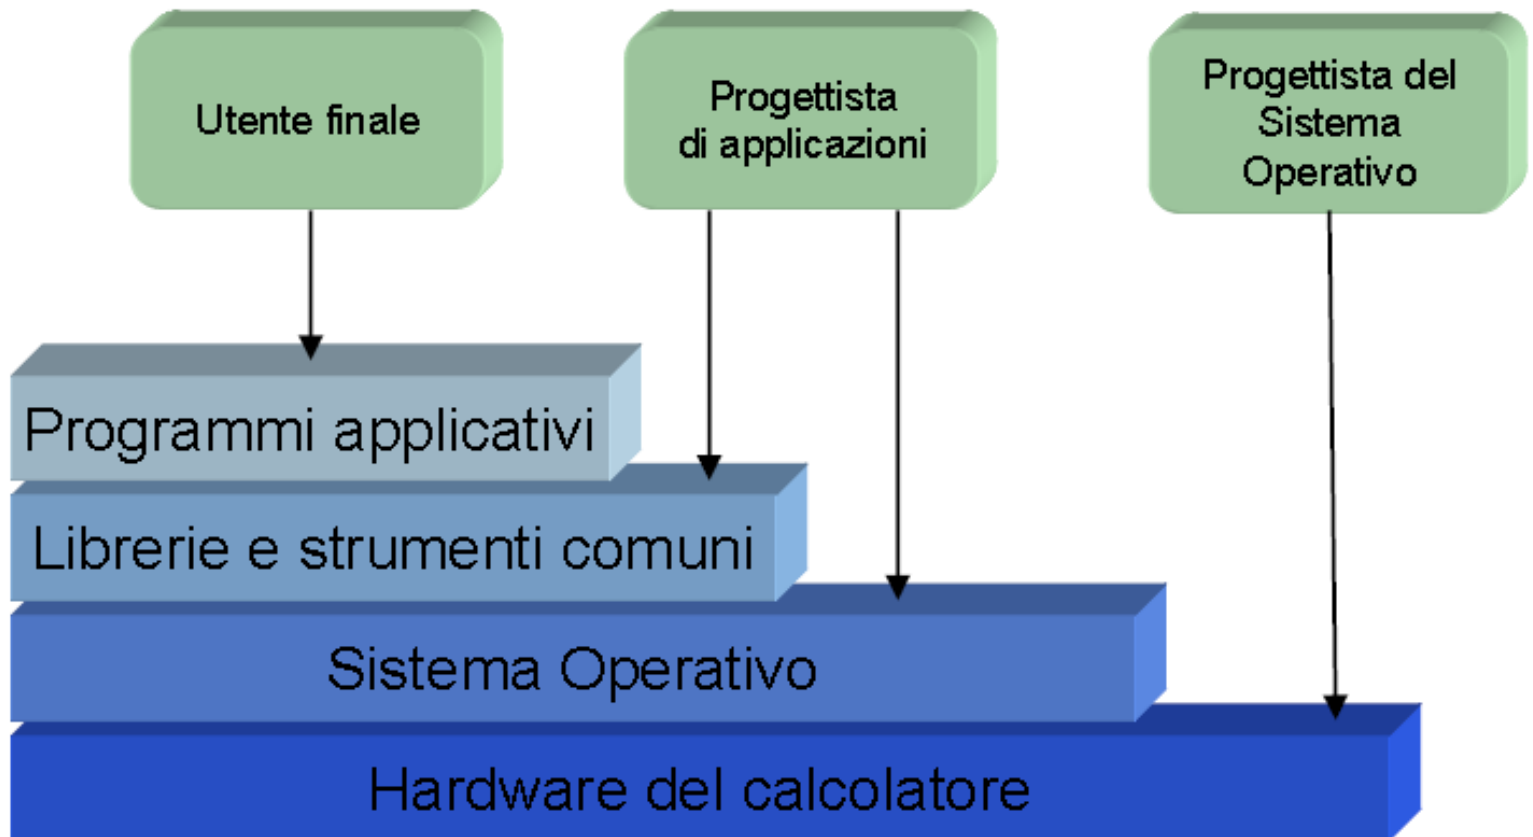 Utente finale
Progettista
di applicazioni
Progettista del
Sistema
Operativo
Programmi applicativi
Librerie e strumenti comuni
Sistema Operativo
Hardware del calcolatore